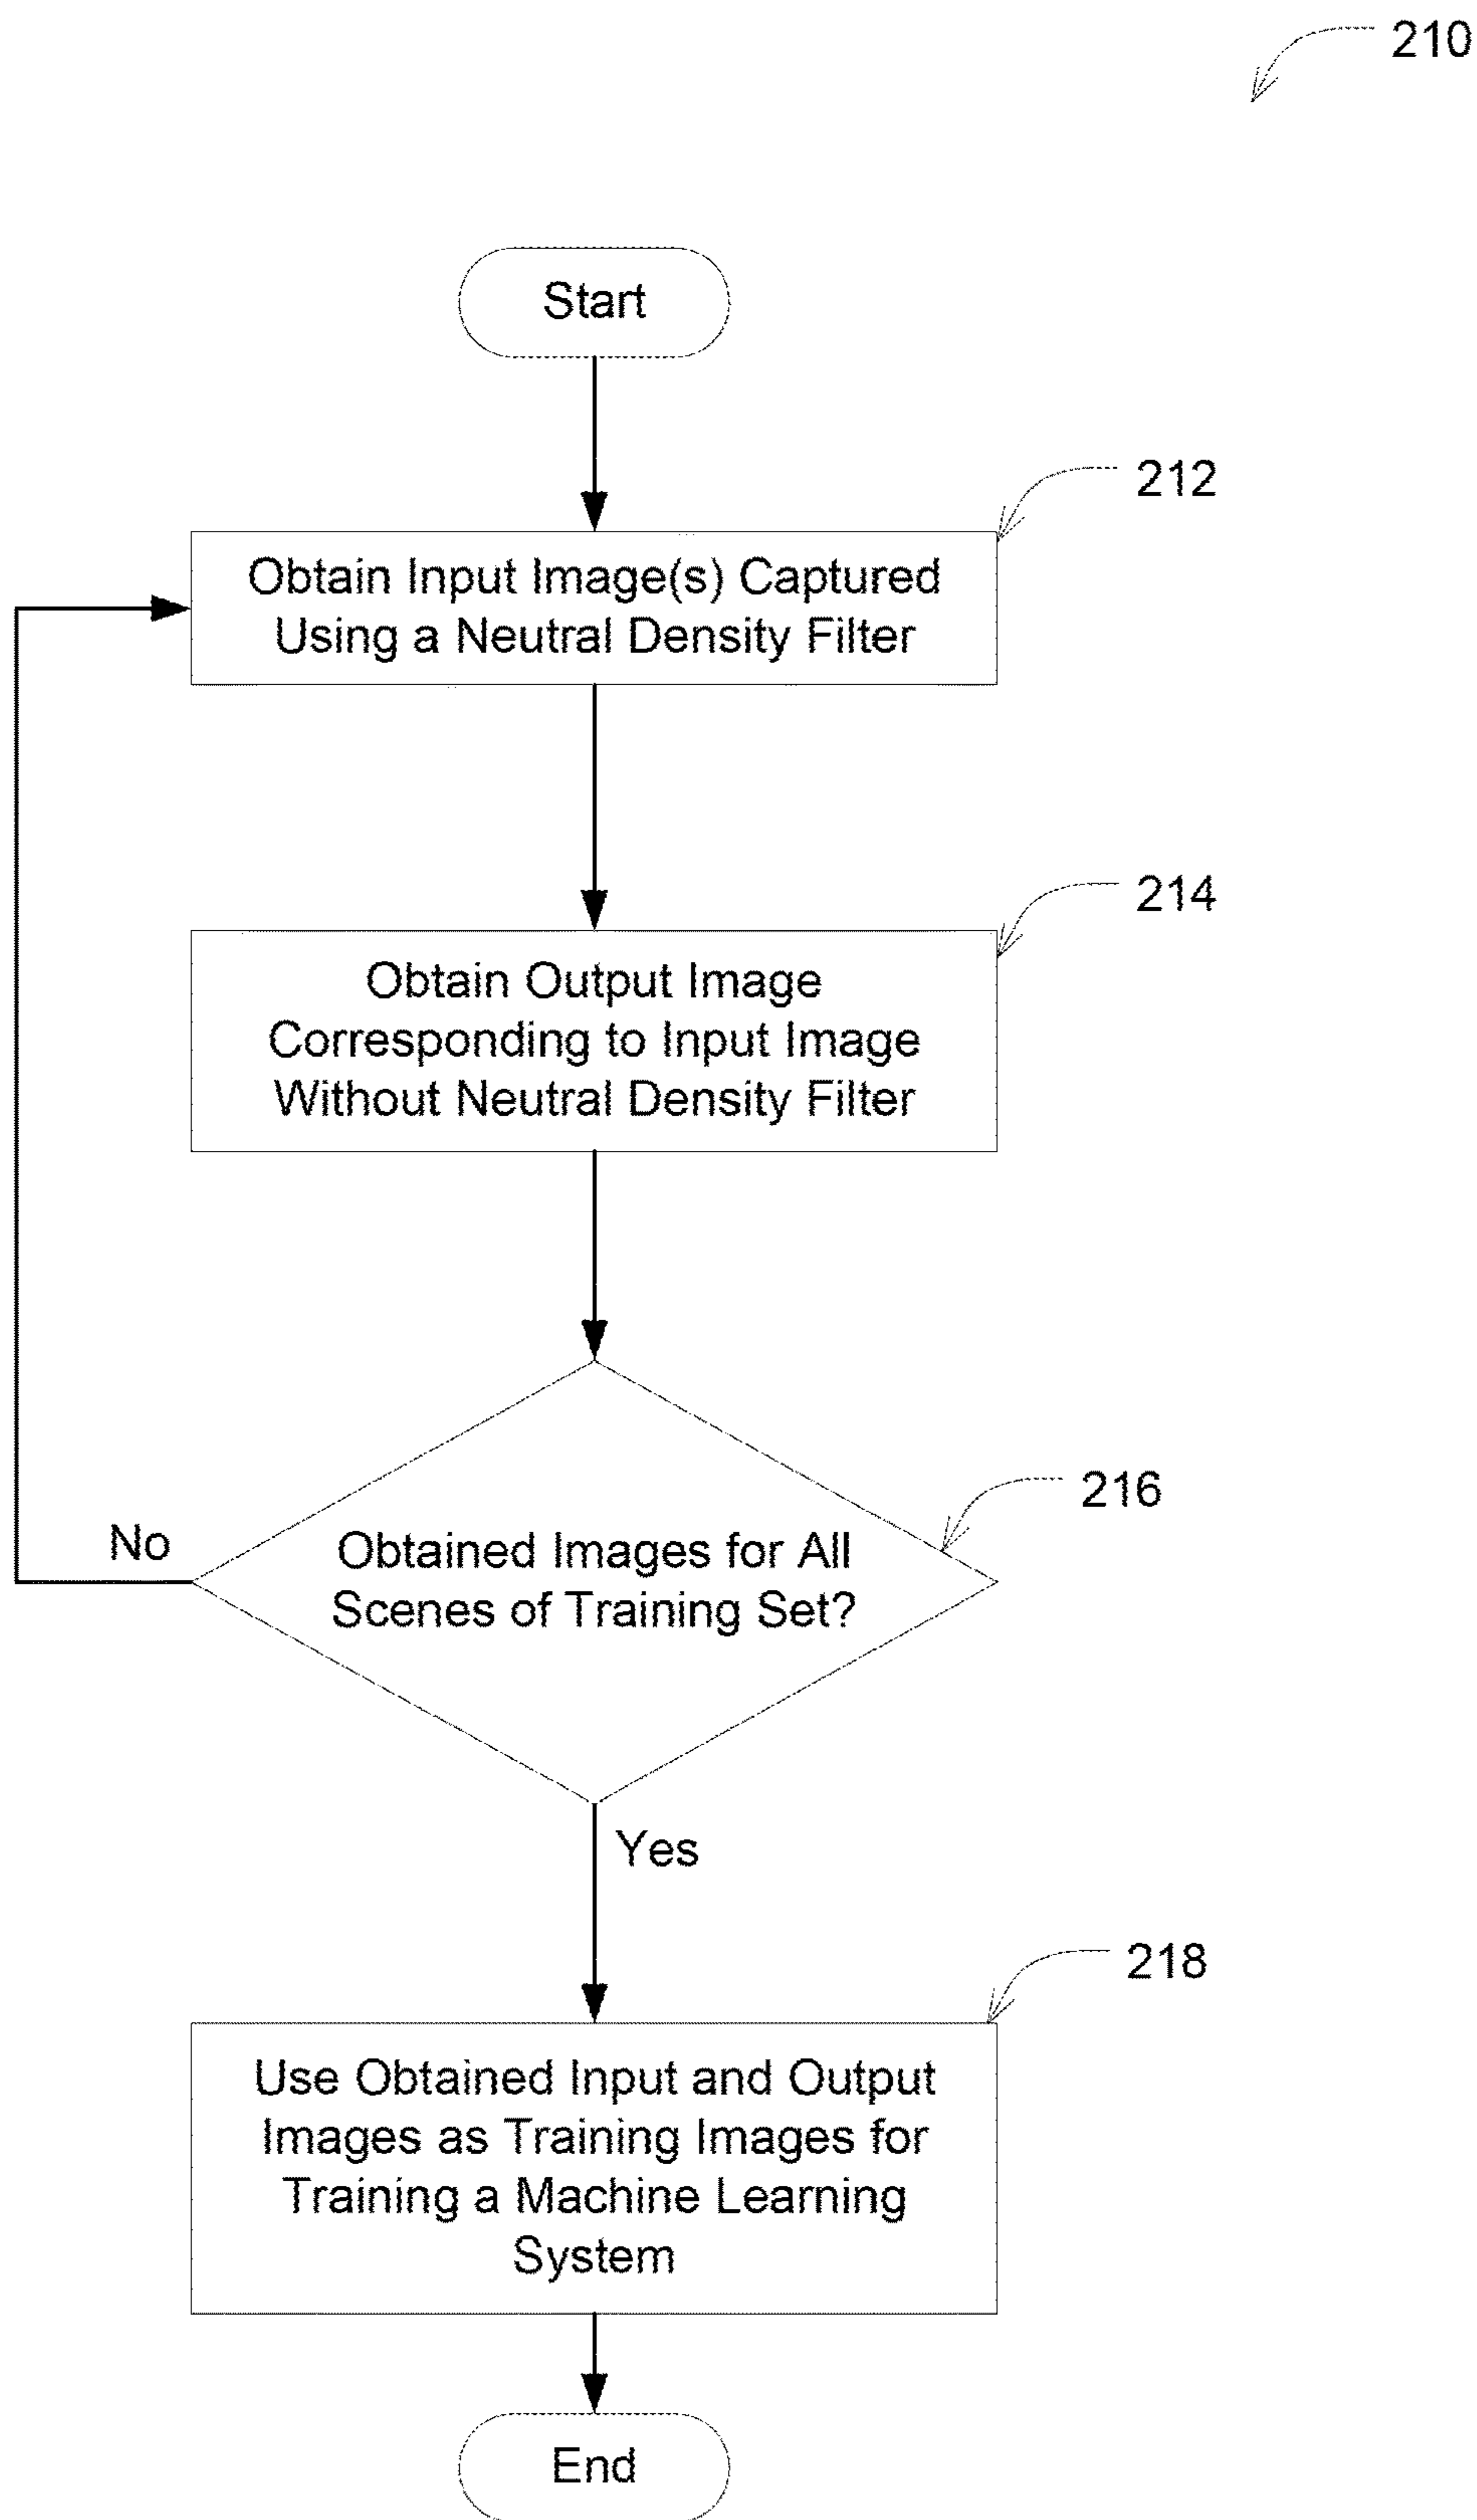 210
Start
212
Obtain Input Image(s) Captured
Using a Neutral Density Filter
214
Obtain Output Image
Corresponding to Input Image
Without Neutral Density Filter
216
No
Obtained Images for All
Scenes of Training Set?
Yes
218
Use Obtained Input and Output
Images as Training Images for
Training a Machine Learning
System
End